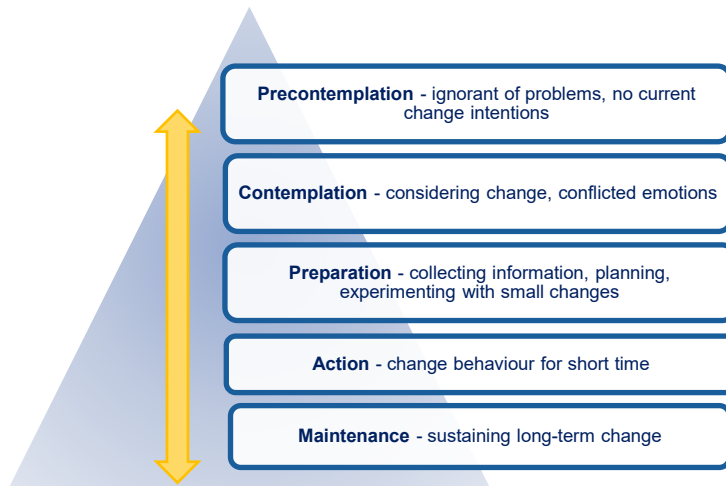 Precontemplation - ignorant of problems, no current
change intentions
Contemplation - considering change, conflicted emotions
Preparation - collecting information, planning,
experimenting with small changes
Action - change behaviour for short time
Maintenance - sustaining long-term change